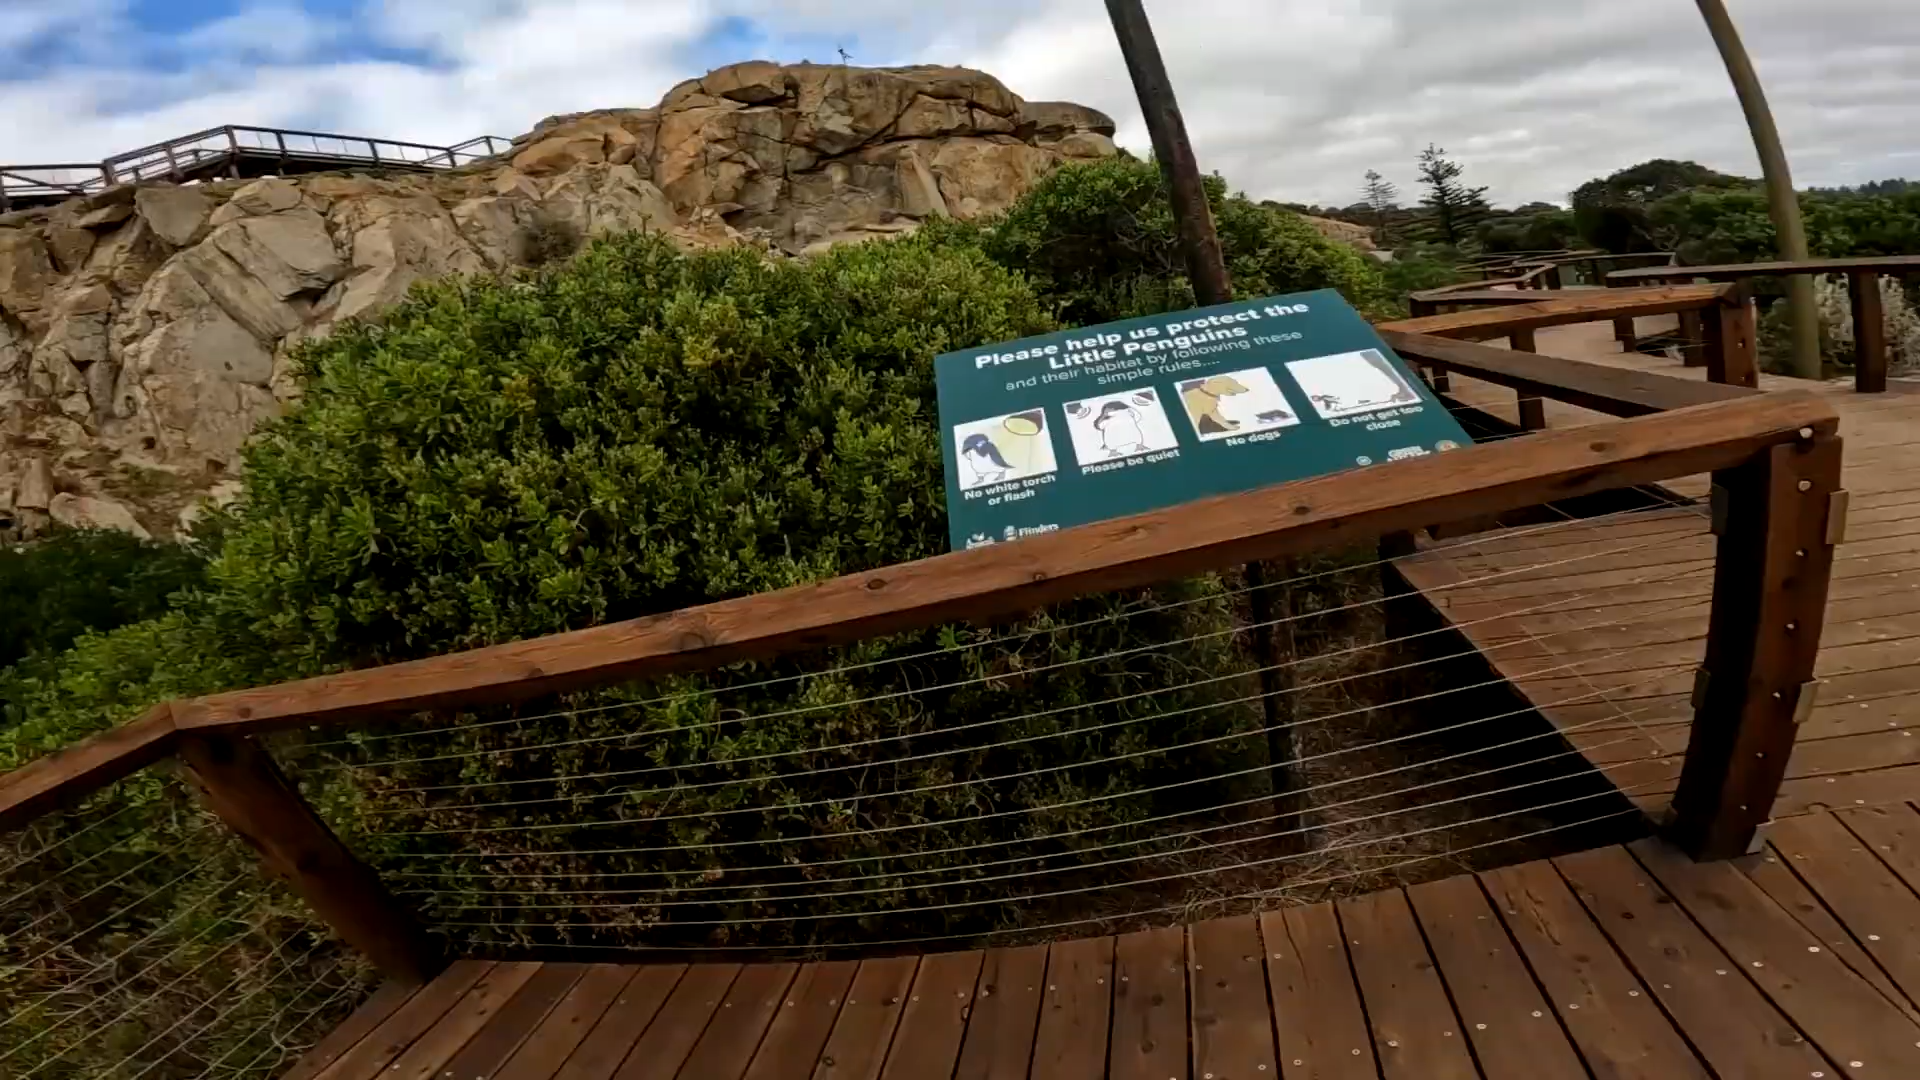 Please help us protect the
Little Penguins
and their habitat by following these
simple rules....
No white torch
or flash
Please be quiet
No dogs
Do not get too
close
Flinders